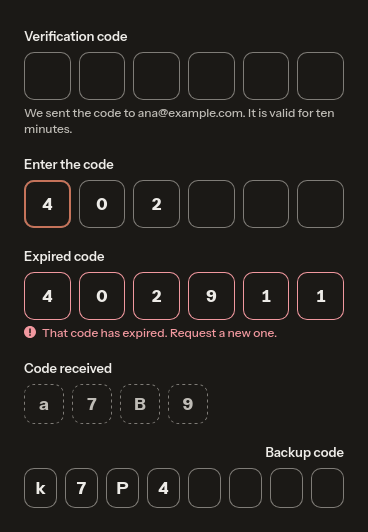 Verification code
We sent the code to ana@example.com. It is valid for ten
minutes.
Enter the code
4 0 2
Expired code
4 0 2 9 1 1
That code has expired. Request a new one.
Code received
a 7 B 9
Backup code
k 7 P 4